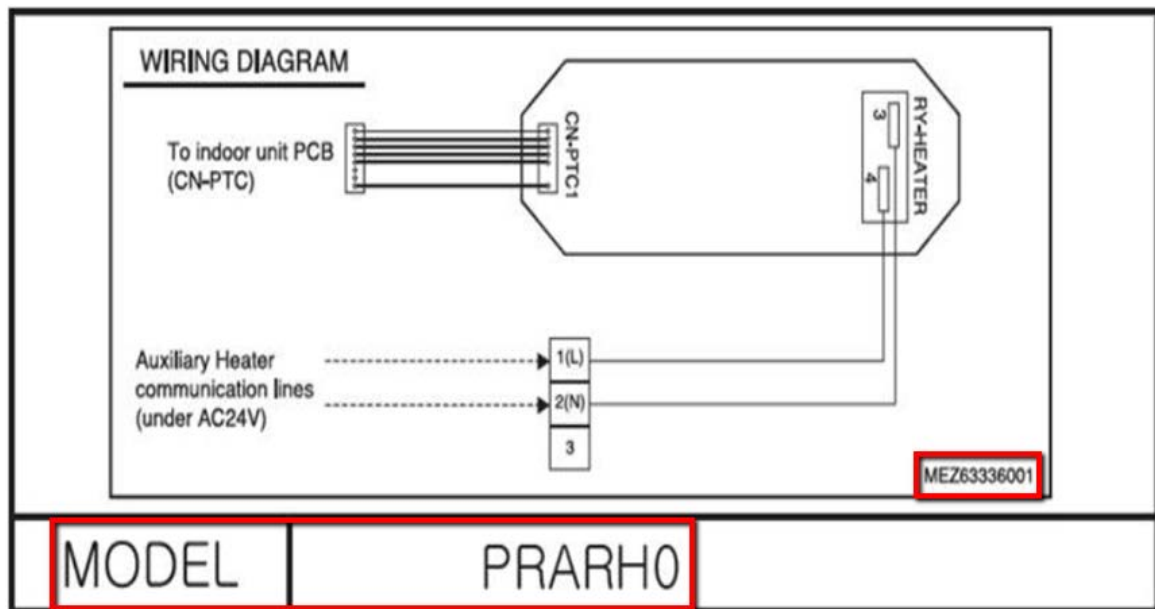 WIRING DIAGRAM
To indoor unit PCB
(CN-PTC)
CN-PTC1
3
4
RY-HEATER
Auxiliary Heater
communication lines
(under AC24V)
1(L)
2(N)
3
MEZ63336001
MODEL PRARH0